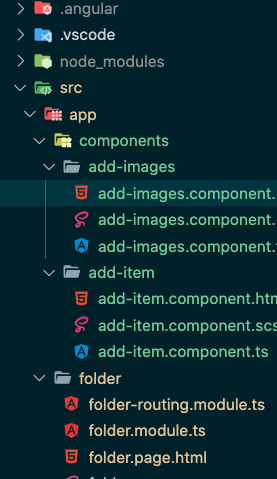 .angular
.vscode
node_modules
src
app
components
add-images
add-images.component.
add-images.component.
add-images.component.
add-item
add-item.component.htm
add-item.component.scs
add-item.component.ts
folder
folder-routing.module.ts
folder.module.ts
folder.page.html